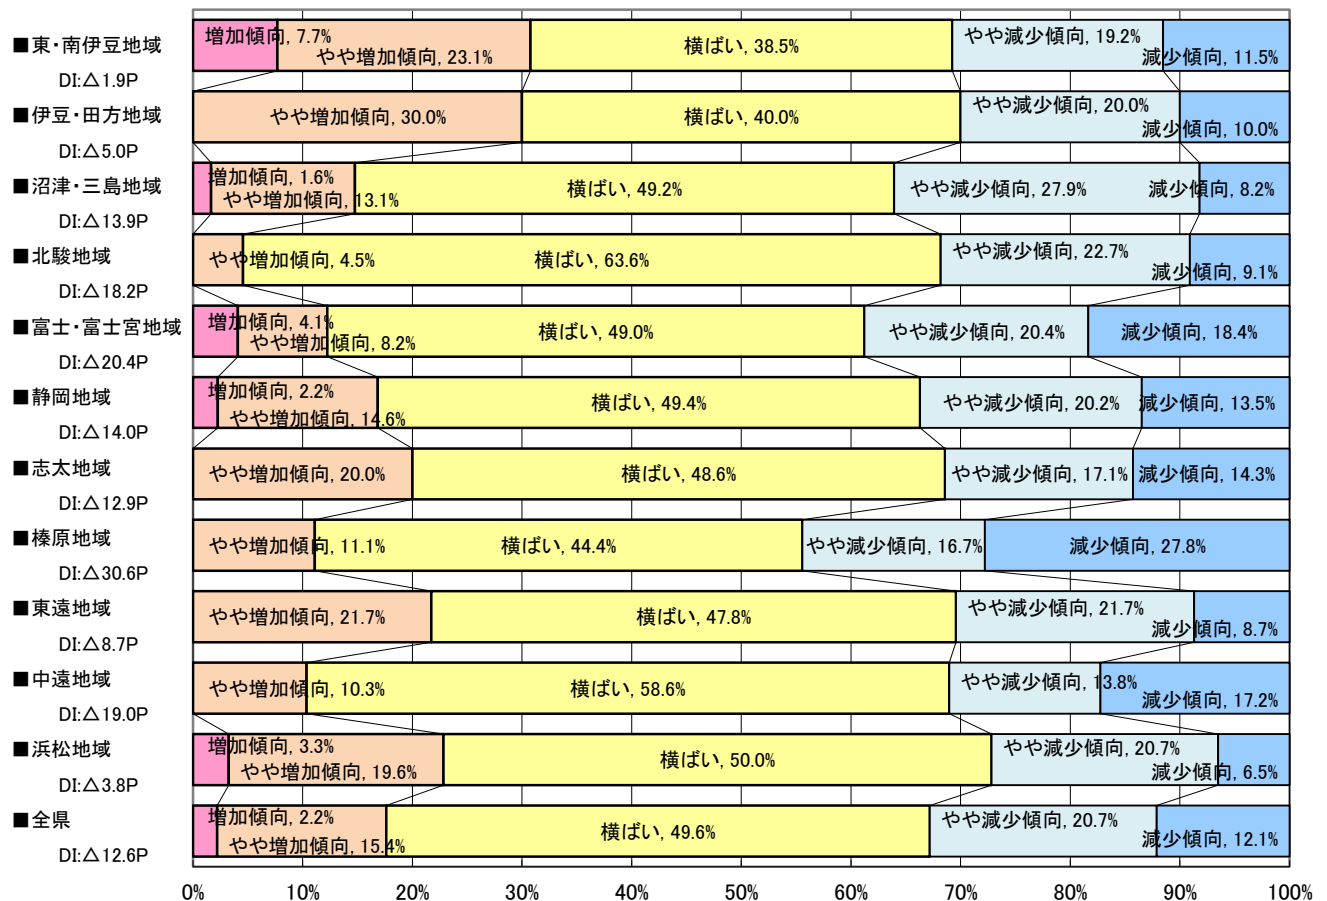 ■東・南伊豆地域
DI:△1.9P
増加傾向, 7.7%
やや増加傾向, 23.1%
横ばい, 38.5%
やや減少傾向, 19.2%
減少傾向, 11.5%
■伊豆・田方地域
DI:△5.0P
やや増加傾向, 30.0%
横ばい, 40.0%
やや減少傾向, 20.0%
減少傾向, 10.0%
■沼津・三島地域
DI:△13.9P
増加傾向, 1.6%
やや増加傾向, 13.1%
横ばい, 49.2%
やや減少傾向, 27.9%
減少傾向, 8.2%
■北駿地域
DI:△18.2P
やや増加傾向, 4.5%
横ばい, 63.6%
やや減少傾向, 22.7%
減少傾向, 9.1%
■富士・富士宮地域
DI:△20.4P
増加傾向, 4.1%
やや増加傾向, 8.2%
横ばい, 49.0%
やや減少傾向, 20.4%
減少傾向, 18.4%
■静岡地域
DI:△14.0P
増加傾向, 2.2%
やや増加傾向, 14.6%
横ばい, 49.4%
やや減少傾向, 20.2%
減少傾向, 13.5%
■志太地域
DI:△12.9P
やや増加傾向, 20.0%
横ばい, 48.6%
やや減少傾向, 17.1%
減少傾向, 14.3%
■榛原地域
DI:△30.6P
やや増加傾向, 11.1%
横ばい, 44.4%
やや減少傾向, 16.7%
減少傾向, 27.8%
■東遠地域
DI:△8.7P
やや増加傾向, 21.7%
横ばい, 47.8%
やや減少傾向, 21.7%
減少傾向, 8.7%
■中遠地域
DI:△19.0P
やや増加傾向, 10.3%
横ばい, 58.6%
やや減少傾向, 13.8%
減少傾向, 17.2%
■浜松地域
DI:△3.8P
増加傾向, 3.3%
やや増加傾向, 19.6%
横ばい, 50.0%
やや減少傾向, 20.7%
減少傾向, 6.5%
■全県
DI:△12.6P
増加傾向, 2.2%
やや増加傾向, 15.4%
横ばい, 49.6%
やや減少傾向, 20.7%
減少傾向, 12.1%
0% 10% 20% 30% 40% 50% 60% 70% 80% 90% 100%